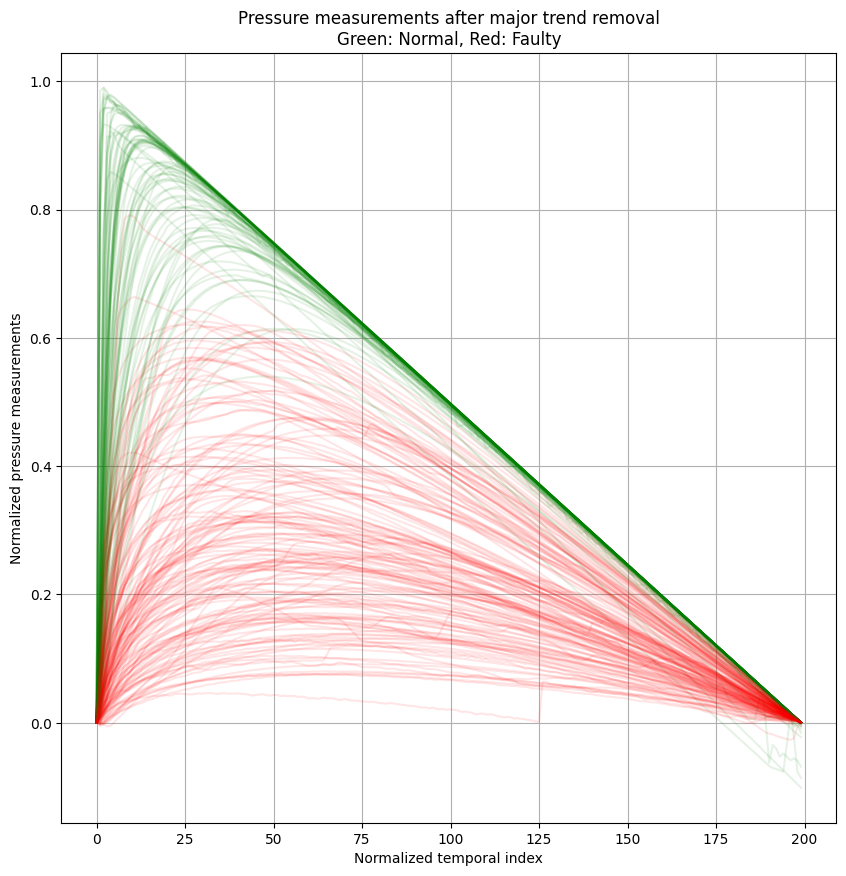 Pressure measurements after major trend removal
Green: Normal, Red: Faulty
Normalized pressure measurements
1.0
0.8
0.6
0.4
0.2
0.0
0 25 50 75 100 125 150 175 200
Normalized temporal index